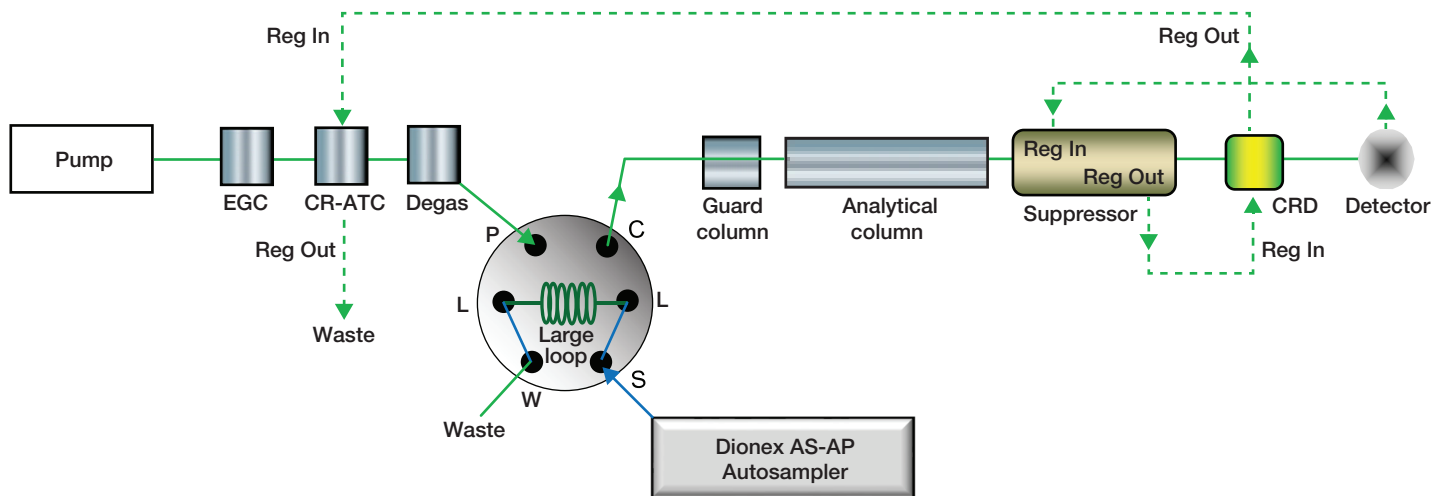 Reg In
Reg Out
Pump
EGC
CR-ATC
Degas
Reg Out
Waste
P
C
L
L
Large
loop
W
S
Waste
Dionex AS-AP
Autosampler
Guard
column
Analytical
column
Reg In
Reg Out
Suppressor
CRD
Reg In
Detector